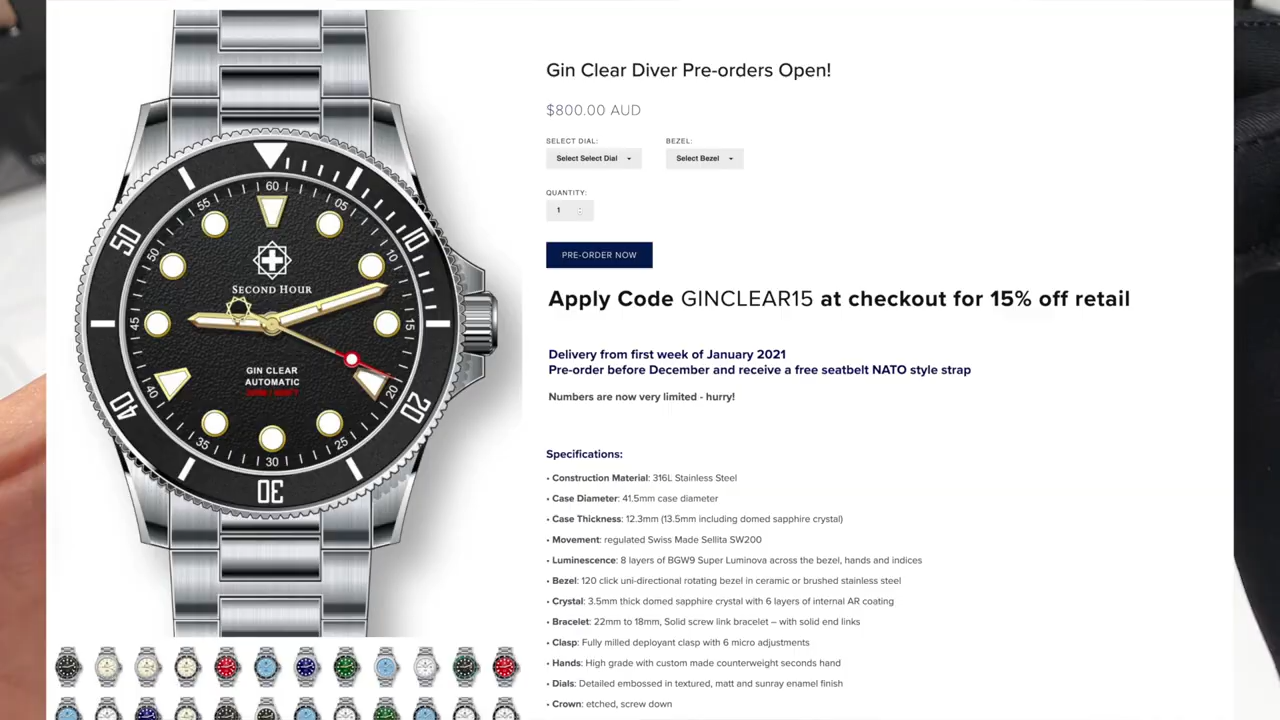 Gin Clear Diver Pre-orders Open!
$800.00 AUD
SELECT DIAL: BEZEL:
Select Select Dial Select Bezel
QUANTITY:
1
PRE-ORDER NOW
Apply Code GINCLEAR15 at checkout for 15% off retail
Delivery from first week of January 2021
Pre-order before December and receive a free seatbelt NATO style strap
Numbers are now very limited - hurry!
Specifications:
• Construction Material: 316L Stainless Steel
• Case Diameter: 41.5mm case diameter
• Case Thickness: 12.3mm (13.5mm including domed sapphire crystal)
• Movement: regulated Swiss Made Sellita SW200
• Luminescence: 8 layers of BGW9 Super Luminova across the bezel, hands and indices
• Bezel: 120 click uni-directional rotating bezel in ceramic or brushed stainless steel
• Crystal: 3.5mm thick domed sapphire crystal with 6 layers of internal AR coating
• Bracelet: 22mm to 18mm, Solid screw link bracelet – with solid end links
• Clasp: Fully milled deployant clasp with 6 micro adjustments
• Hands: High grade with custom made counterweight seconds hand
• Dials: Detailed embossed in textured, matt and sunray enamel finish
• Crown: etched, screw down
60
55 05
50 10
50 10
SECOND HOUR
45 15
GIN CLEAR
AUTOMATIC
40 20
40 20
35 25
30
30